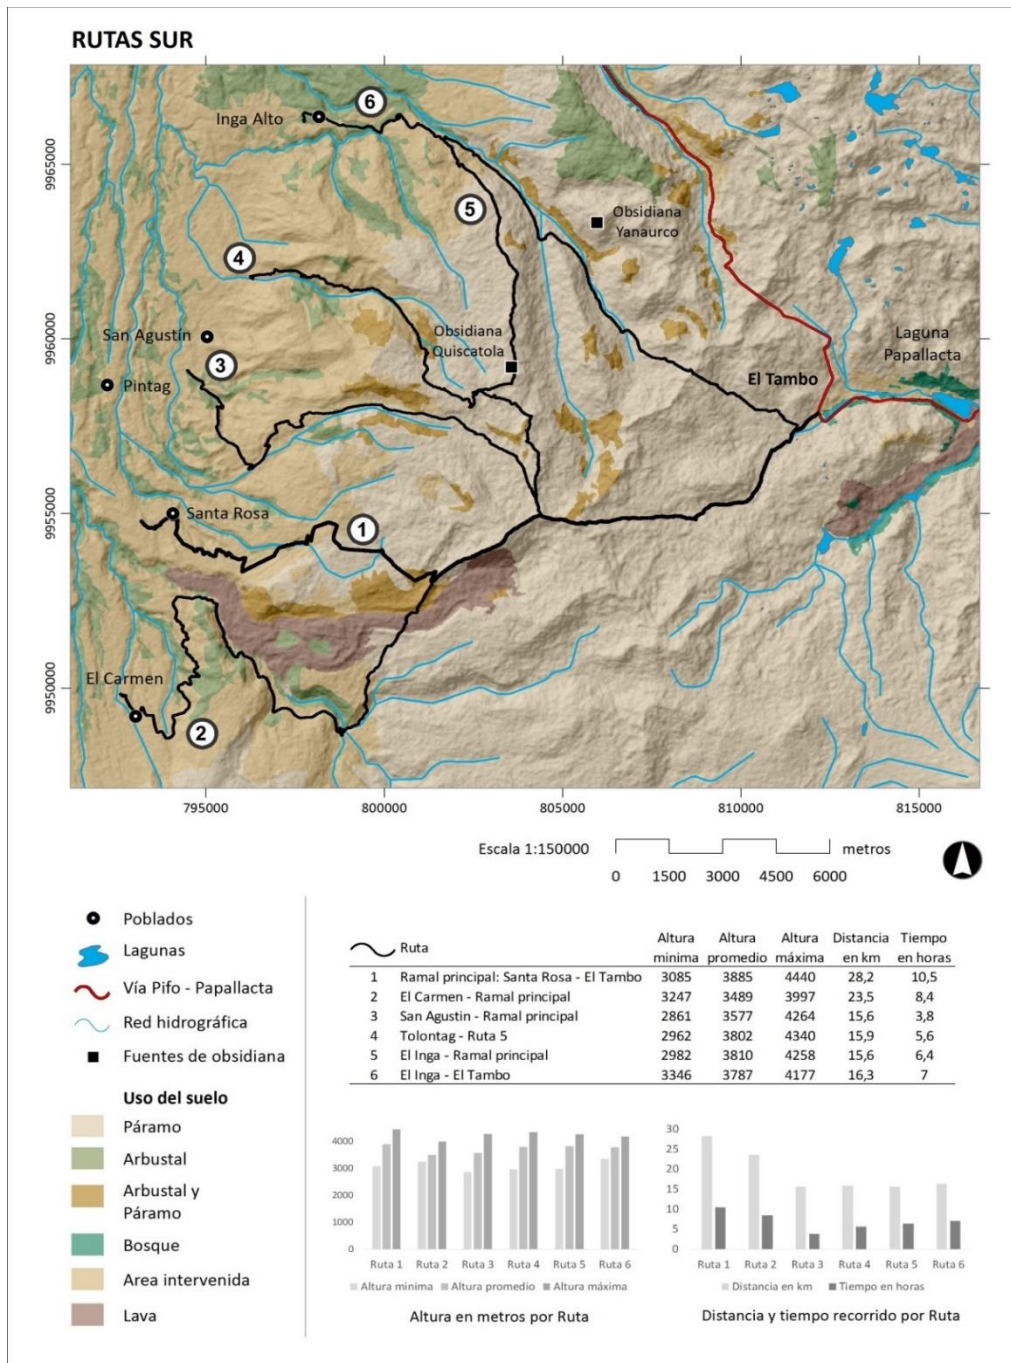 RUTAS SUR
6
Inga Alto
5
Obsidiana
Yanaurco
4
San Agustín
Obsidiana
Quiscatola
Laguna
Papallacta
3
Pintag
El Tambo
Santa Rosa
1
El Carmen
2
9965000
9960000
9955000
9950000
795000 800000 805000 810000 815000
Escala 1:150000 metros
0 1500 3000 4500 6000
Poblados
Lagunas
Vía Pifo - Papallacta
Red hidrográfica
Fuentes de obsidiana
Uso del suelo
Páramo
Arbustal
Arbustal y
Páramo
Bosque
Area intervenida
Lava
Ruta Altura minima Altura promedio Altura máxima Distancia en km Tiempo en horas
1 Ramal principal: Santa Rosa - El Tambo 3085 3885 4440 28,2 10,5
2 El Carmen - Ramal principal 3247 3489 3997 23,5 8,4
3 San Agustin - Ramal principal 2861 3577 4264 15,6 3,8
4 Tolontag - Ruta 5 2962 3802 4340 15,9 5,6
5 El Inga - Ramal principal 2982 3810 4258 15,6 6,4
6 El Inga - El Tambo 3346 3787 4177 16,3 7
4000
3000
2000
1000
0
Ruta 1 Ruta 2 Ruta 3 Ruta 4 Ruta 5 Ruta 6
Altura minima Altura promedio Altura máxima
Altura en metros por Ruta
30
25
20
15
10
5
0
Ruta 1 Ruta 2 Ruta 3 Ruta 4 Ruta 5 Ruta 6
Distancia en km Tiempo en horas
Distancia y tiempo recorrido por Ruta